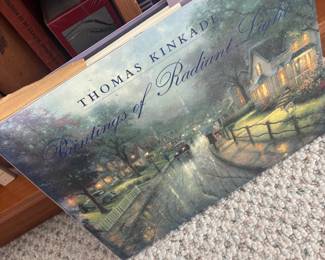 THOMAS KINKADE
Paintings of Radiant Light